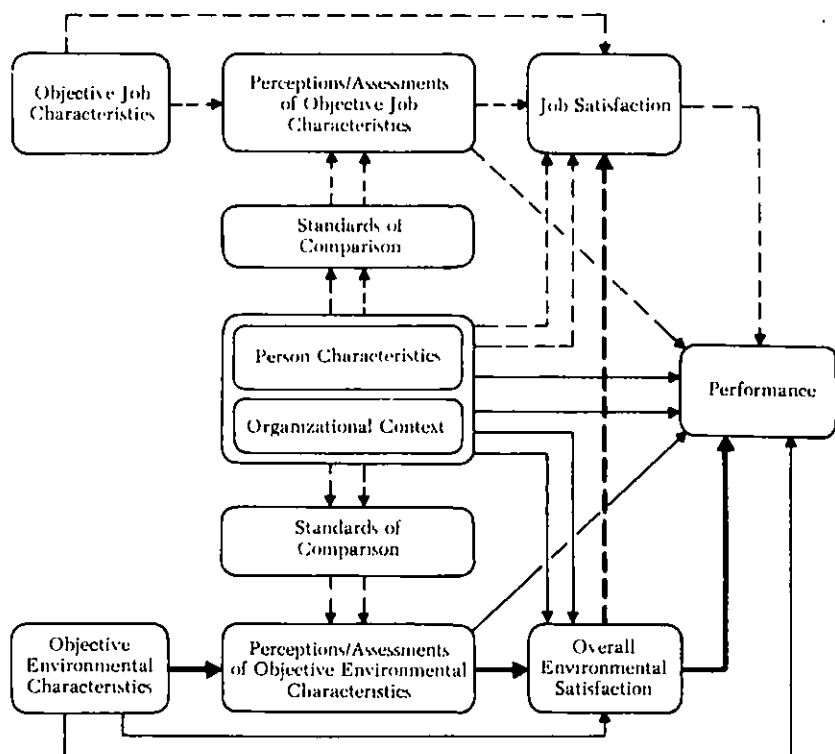 Objective Job
Characteristics
Perceptions/Assessments
of Objective Job
Characteristics
Job Satisfaction
Standards of
Comparison
Person Characteristics
Organizational Context
Performance
Standards of
Comparison
Objective
Environmental
Characteristics
Perceptions/Assessments
of Objective Environmental
Characteristics
Overall
Environmental
Satisfaction